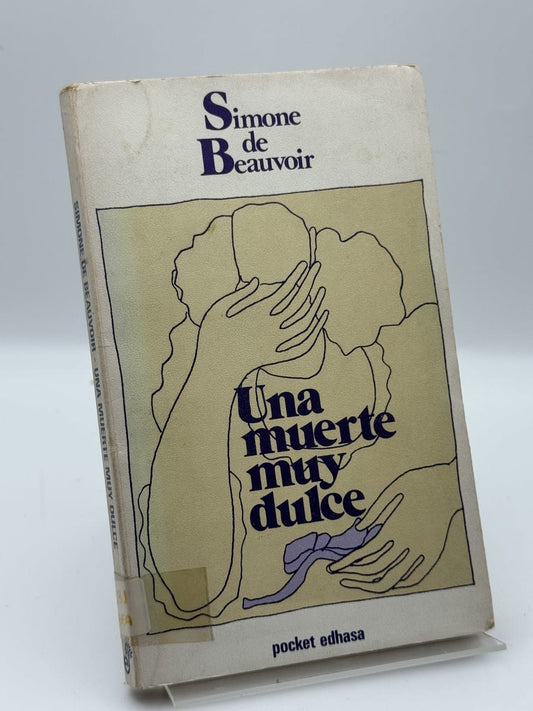 Simone
de
Beauvoir
Una
muerte
muy
dulce
pocket edhasa
SIMONE DE BEAUVOIR - UNA MUERTE MUY DULCE